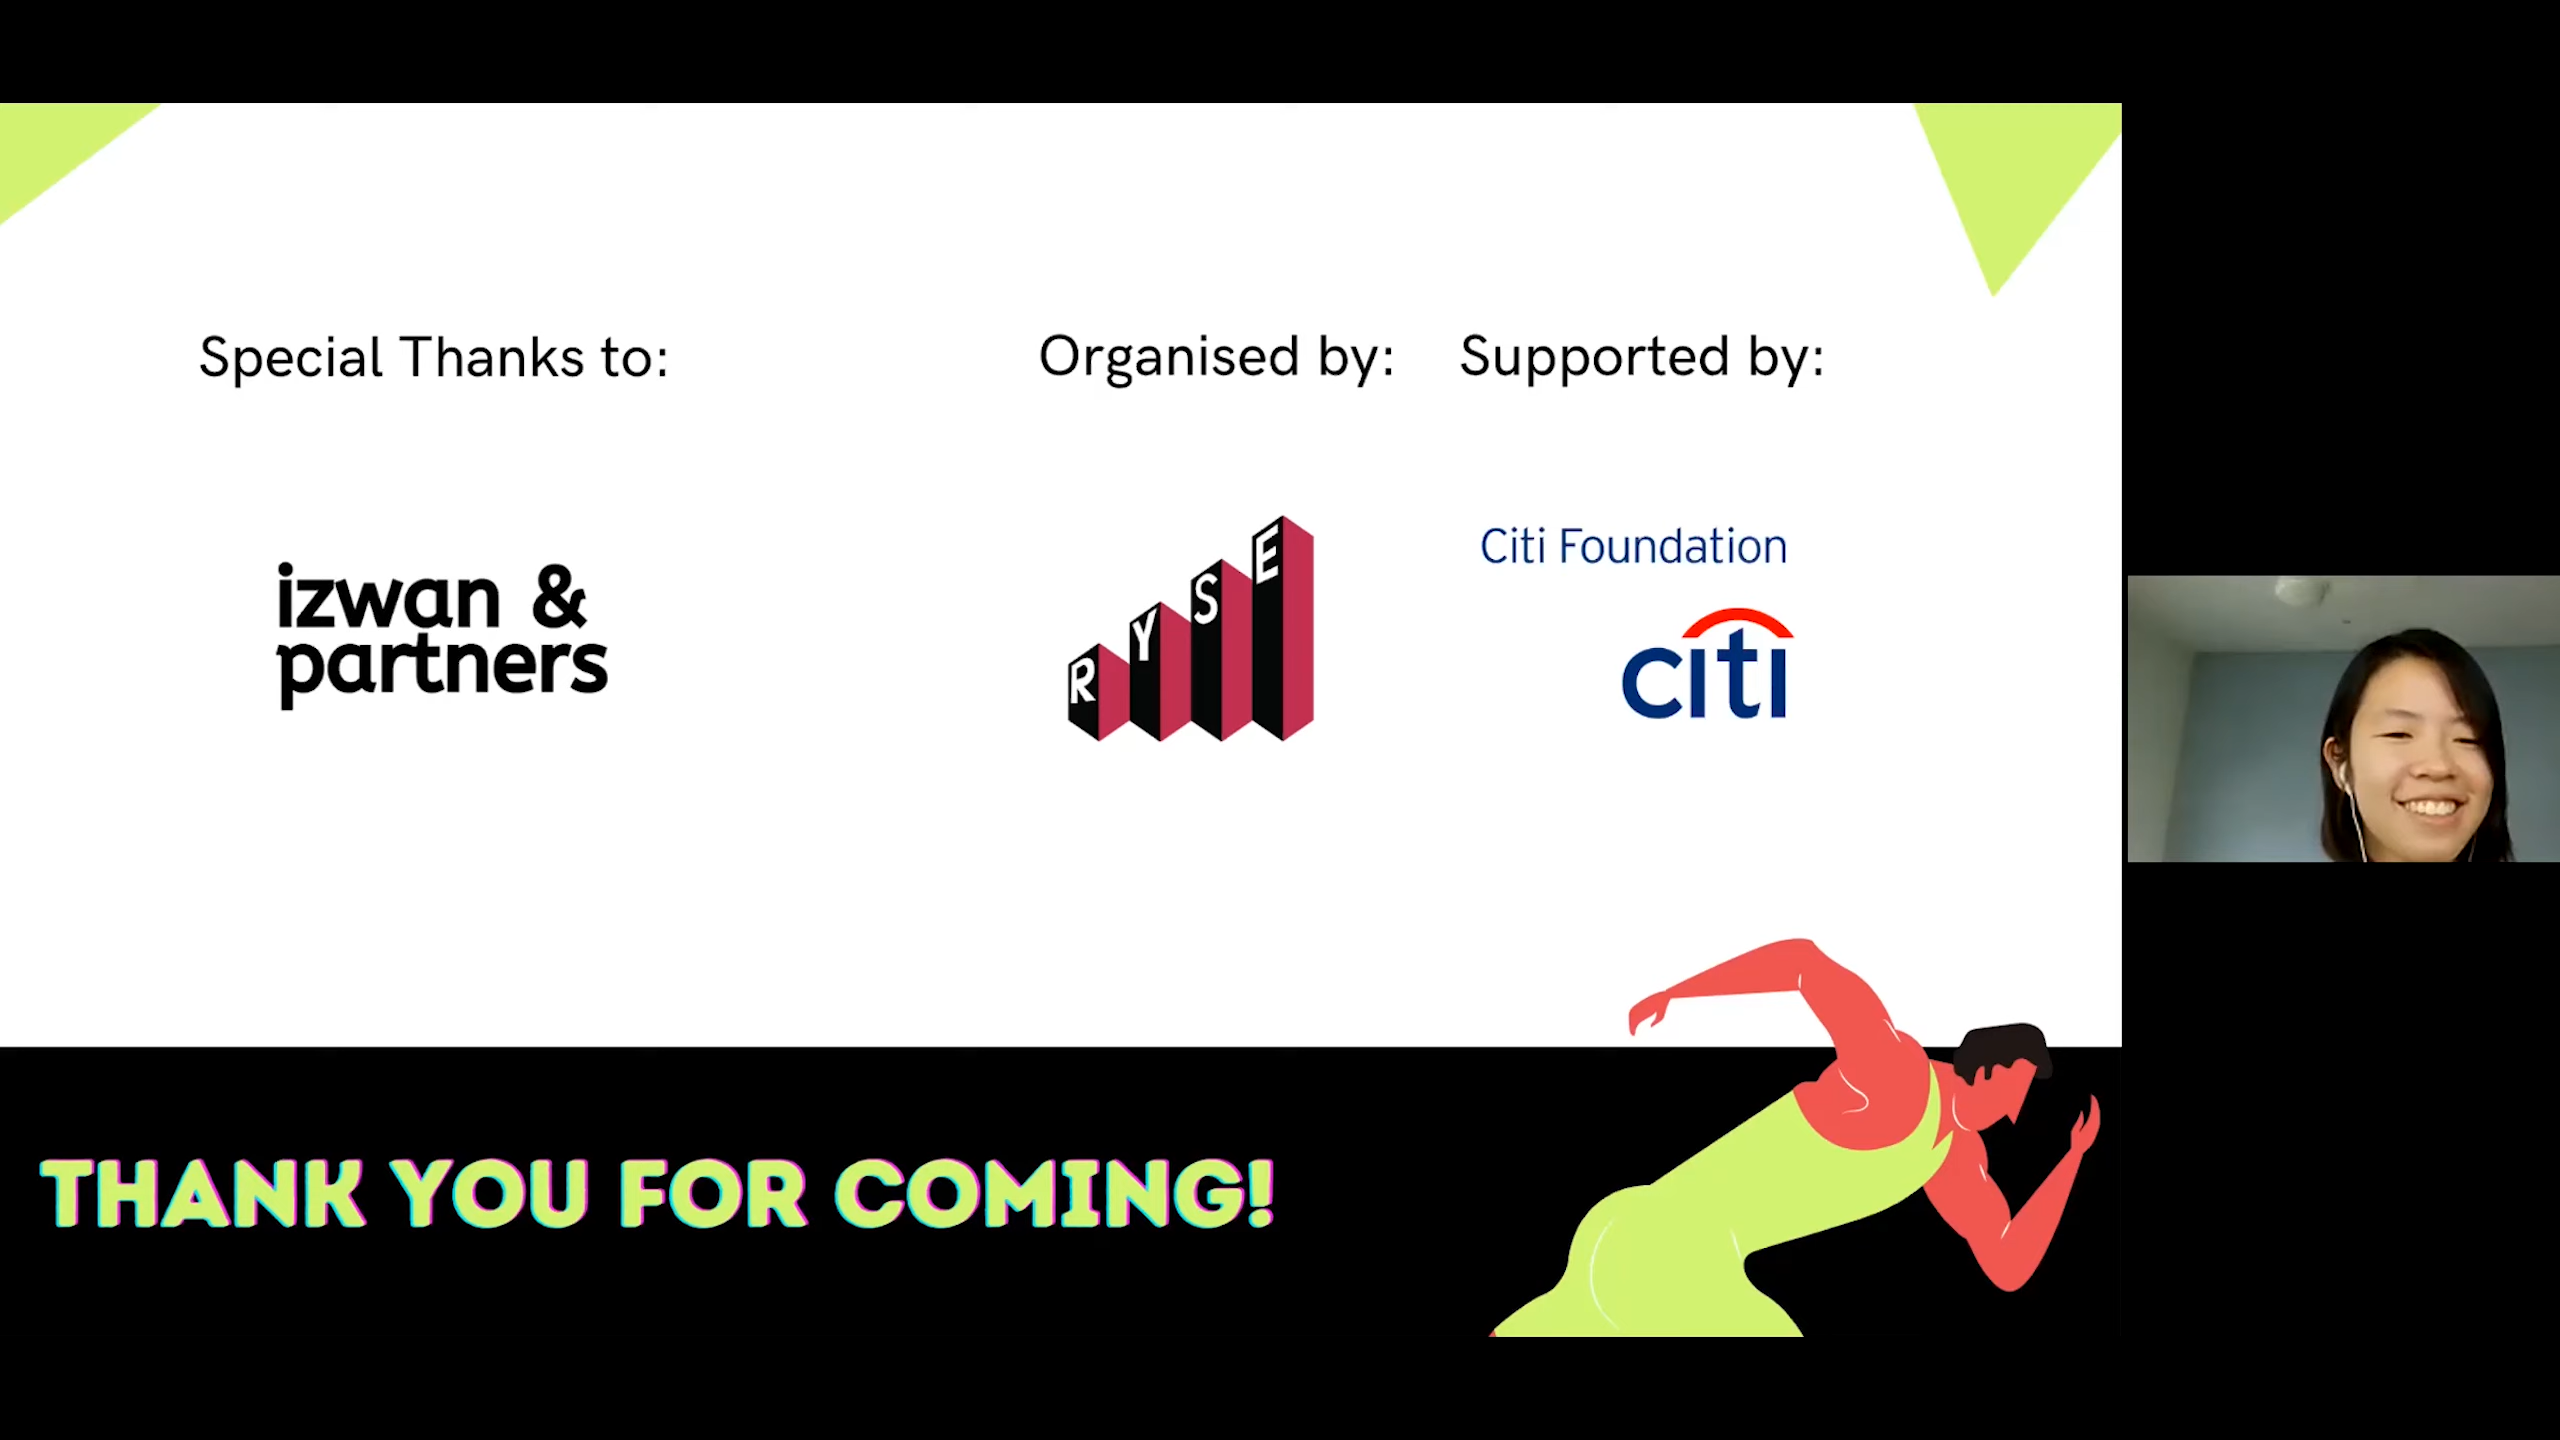 Special Thanks to:
izwan &
partners
Organised by:
RYSE
Supported by:
Citi Foundation
citi
THANK YOU FOR COMING!